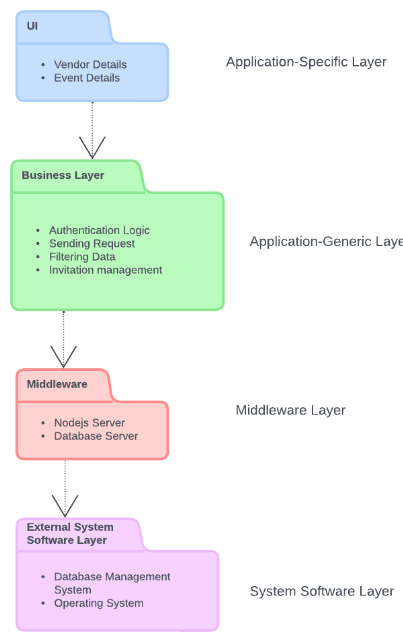 UI
• Vendor Details
• Event Details
Application-Specific Layer
Business Layer
• Authentication Logic
• Sending Request
• Filtering Data
• Invitation management
Application-Generic Laye
Middleware
• Nodejs Server
• Database Server
Middleware Layer
External System
Software Layer
• Database Management
System
• Operating System
System Software Layer